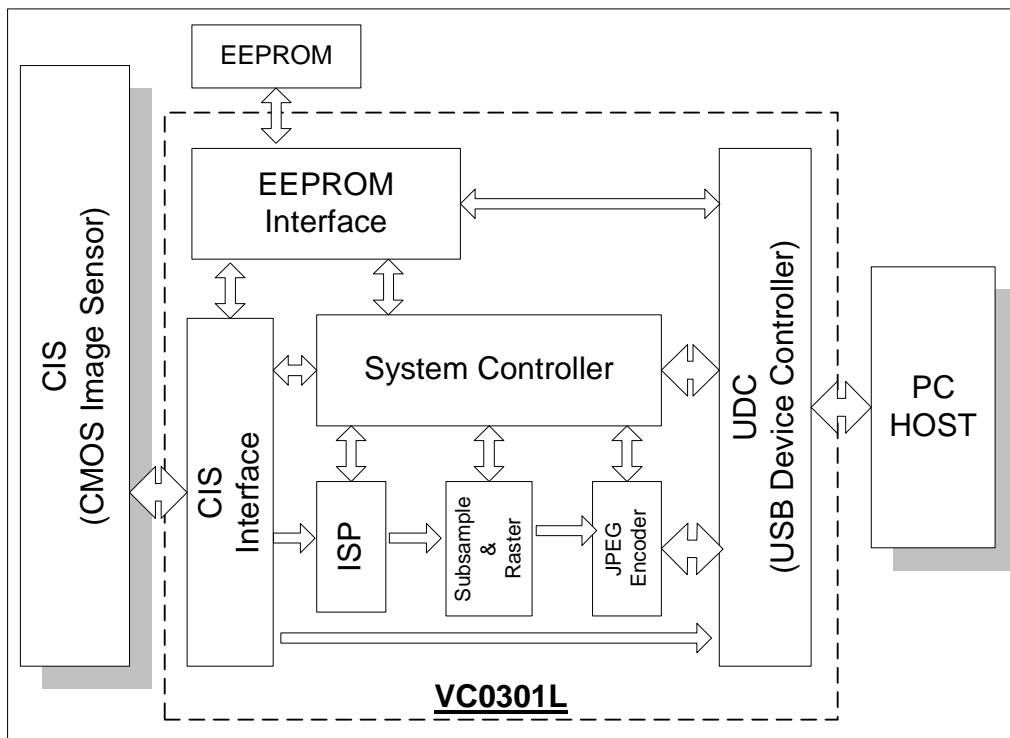 EEPROM
EEPROM
Interface
CIS
(CMOS Image Sensor)
System Controller
UDC
(USB Device Controller)
PC
HOST
CIS
Interface
ISP
Subsample
&
Raster
JPEG
Encoder
VC0301L